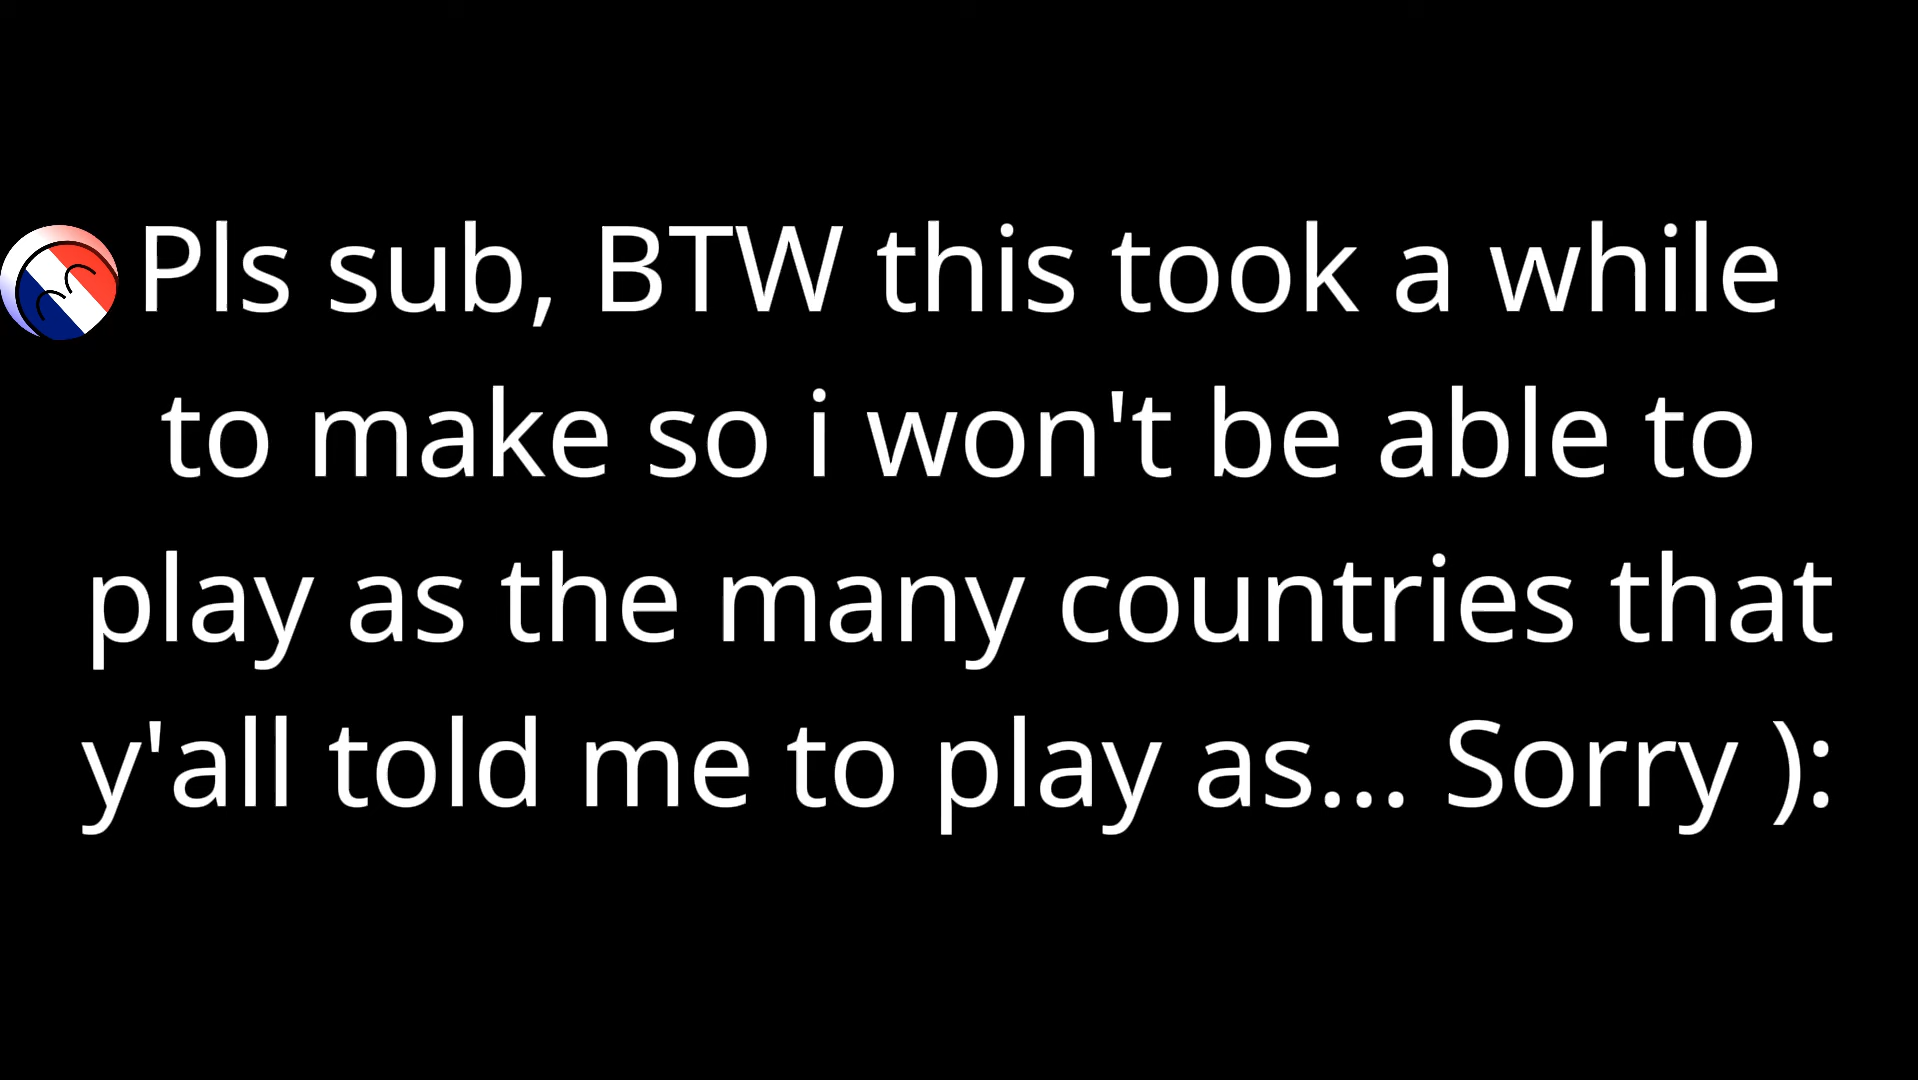 Pls sub, BTW this took a while
to make so i won't be able to
play as the many countries that
y'all told me to play as... Sorry ):